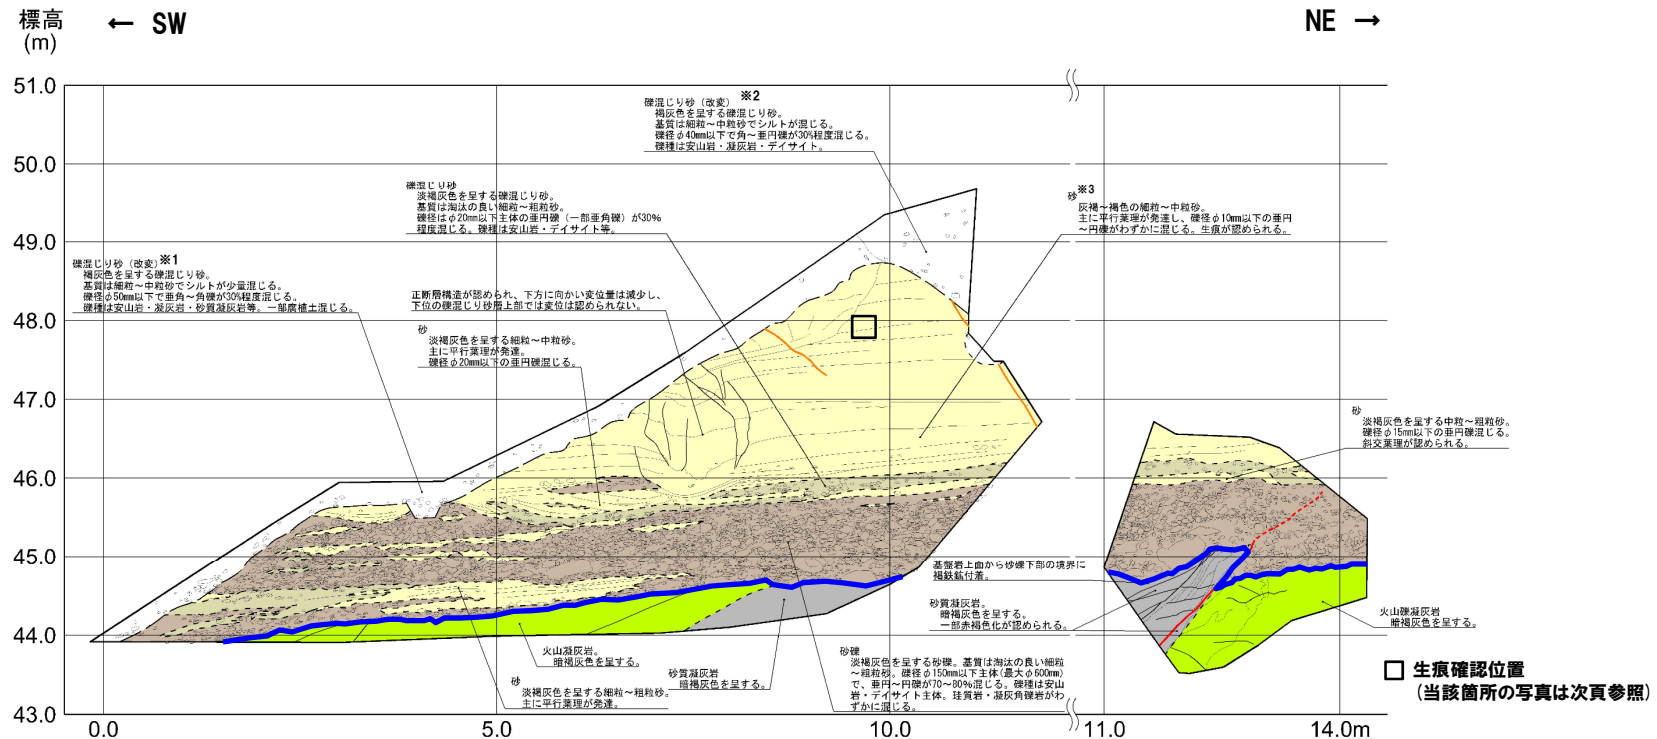 標高
(m)
← SW
NE →
51.0
50.0
49.0
48.0
47.0
46.0
45.0
44.0
43.0
0.0
5.0
10.0
11.0
14.0m
礫混じり砂（改変）※2
褐灰色を呈する礫混じり砂。
基質は細粒～中粒砂でシルトが混じる。
礫径φ40mm以下で角～亜円礫が30%程度混じる。
礫種は安山岩・凝灰岩・デイサイト。
礫混じり砂
淡褐灰色を呈する礫混じり砂。
基質は淘汰の良い細粒～粗粒砂。
礫径はφ20mm以下主体の亜円礫（一部亜角礫）が30%
程度混じる。礫種は安山岩・デイサイト等。
砂※3
灰褐～褐色の細粒～中粒砂。
主に平行葉理が発達し、礫径φ10mm以下の亜円
～円礫がわずかに混じる。生痕が認められる。
礫混じり砂（改変）※1
褐灰色を呈する礫混じり砂。
基質は細粒～中粒砂でシルトが少量混じる。
礫径φ50mm以下で亜角～角礫が30%程度混じる。
礫種は安山岩・凝灰岩・砂質凝灰岩等。一部腐植土混じる。
正断層構造が認められ、下方に向かい変位量は減少し、
下位の礫混じり砂層上部では変位は認められない。
砂
淡褐灰色を呈する細粒～中粒砂。
主に平行葉理が発達。
礫径φ20mm以下の亜円礫混じる。
砂
淡褐灰色を呈する中粒～粗粒砂。
礫径φ15mm以下の亜円礫混じる。
斜交葉理が認められる。
基盤岩上面から砂礫下部の境界に
褐鉄鉱付着。
砂質凝灰岩。
暗褐灰色を呈する。
一部赤褐色化が認められる。
火山礫凝灰岩
暗褐灰色を呈する。
火山凝灰岩。
暗褐灰色を呈する。
砂
淡褐灰色を呈する細粒～粗粒砂。
主に平行葉理が発達。
砂質凝灰岩
暗褐灰色を呈する。
砂礫
淡褐灰色を呈する砂礫。基質は淘汰の良い細粒
～粗粒砂。礫径φ150mm以下主体(最大φ600mm)
で、亜円～円礫が70～80%混じる。礫種は安山
岩・デイサイト主体。珪質岩・凝灰角礫岩がわ
ずかに混じる。
生痕確認位置
(当該箇所の写真は次頁参照)